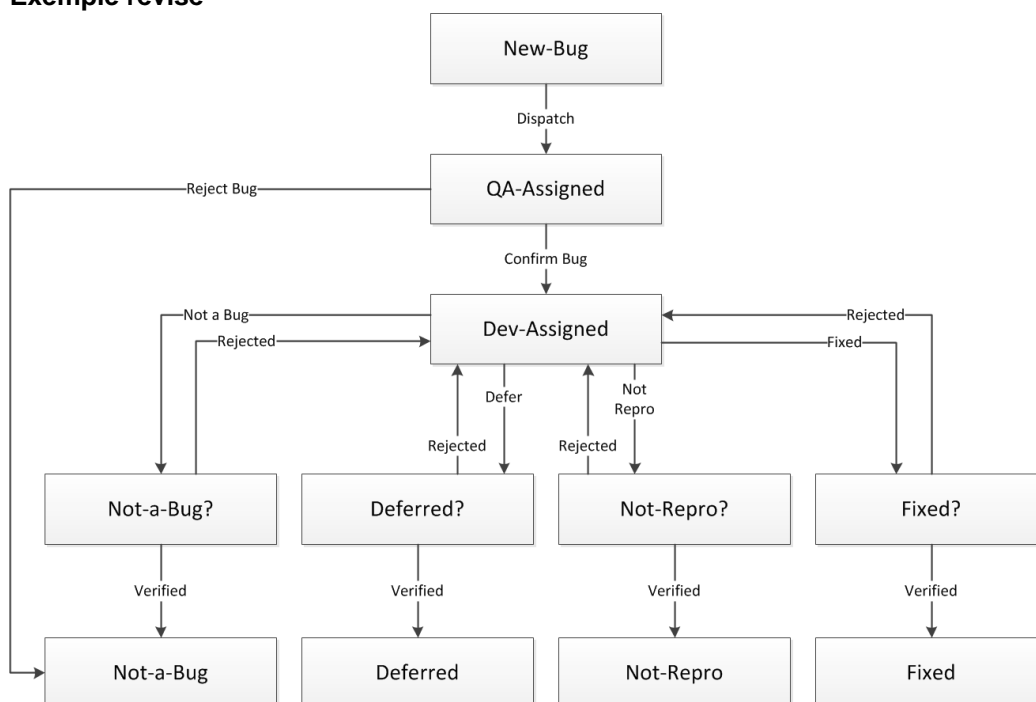 Exemple révisé
New-Bug
Dispatch
Reject Bug
QA-Assigned
Confirm Bug
Not a Bug
Dev-Assigned
Rejected
Rejected
Fixed
Defer
Not
Repro
Rejected
Rejected
Not-a-Bug?
Deferred?
Not-Repro?
Fixed?
Verified
Verified
Verified
Verified
Not-a-Bug
Deferred
Not-Repro
Fixed